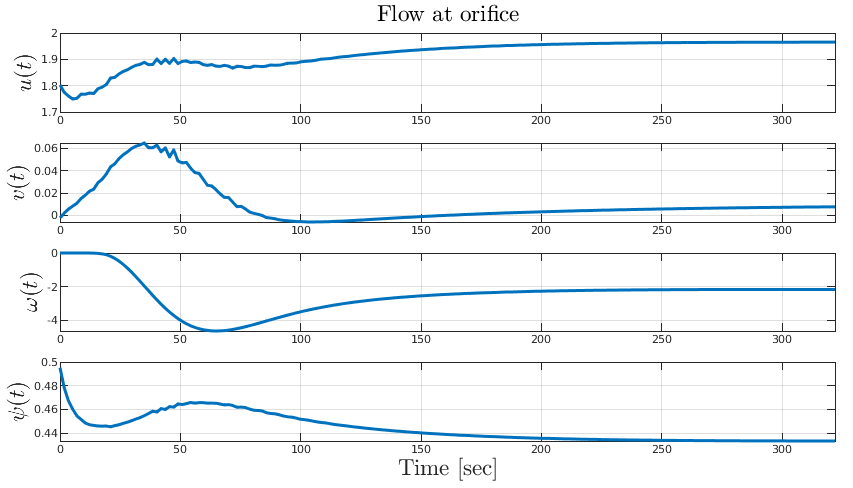 Flow at orifice
u(t)
2
1.9
1.8
1.7
0 50 100 150 200 250 300
v(t)
0.06
0.04
0.02
0
0 50 100 150 200 250 300
ω(t)
0
-2
-4
0 50 100 150 200 250 300
ψ(t)
0.5
0.48
0.46
0.44
0 50 100 150 200 250 300
Time [sec]